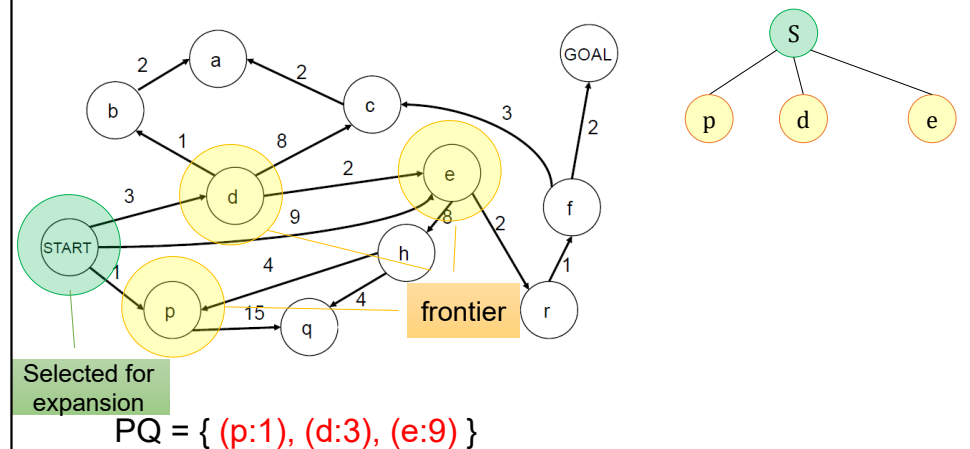 GOAL
S
a
2
2
c
b
3
2
p
d
e
1
8
2
e
d
3
f
9
8
2
START
h
1
4
1
p
15
4
frontier
r
q
Selected for
expansion
PQ = { (p:1), (d:3), (e:9) }